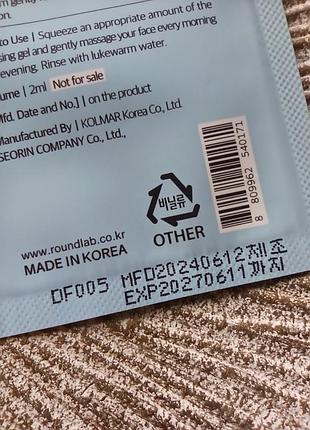 to Use | Squeeze an appropriate amount of the
sing gel and gently massage your face every morning
evening. Rinse with lukewarm water.
ume | 2ml Not for sale
Mfd. Date and No.] | on the product
Manufactured By | KOLMAR Korea Co., Ltd.
SEORIN COMPANY Co., Ltd.,
8 809962 540171
비닐류
OTHER
www.roundlab.co.kr
MADE IN KOREA
DF005 MFD20240612제조
EXP20270611까지